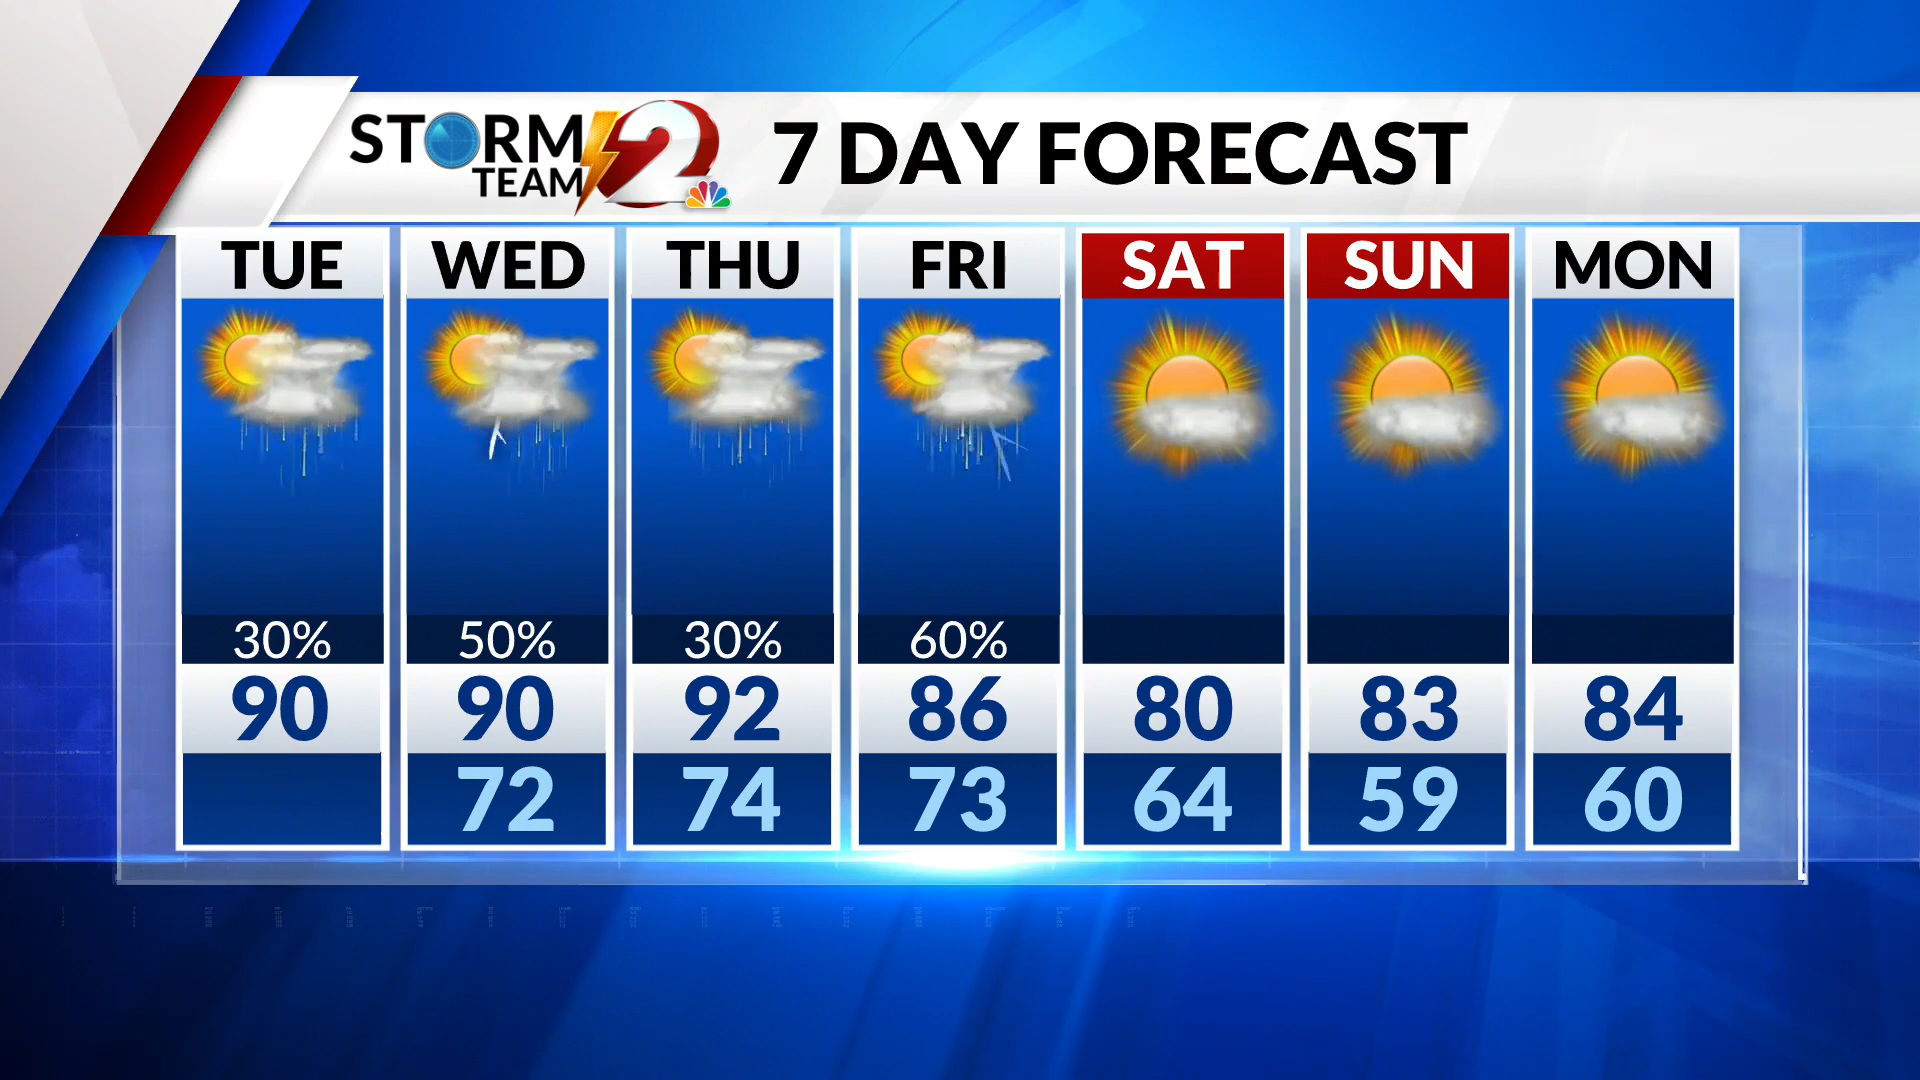 STORM
TEAM 2
7 DAY FORECAST
TUE WED THU FRI SAT SUN MON
30% 50% 30% 60%
90 90 92 86 80 83 84
72 74 73 64 59 60